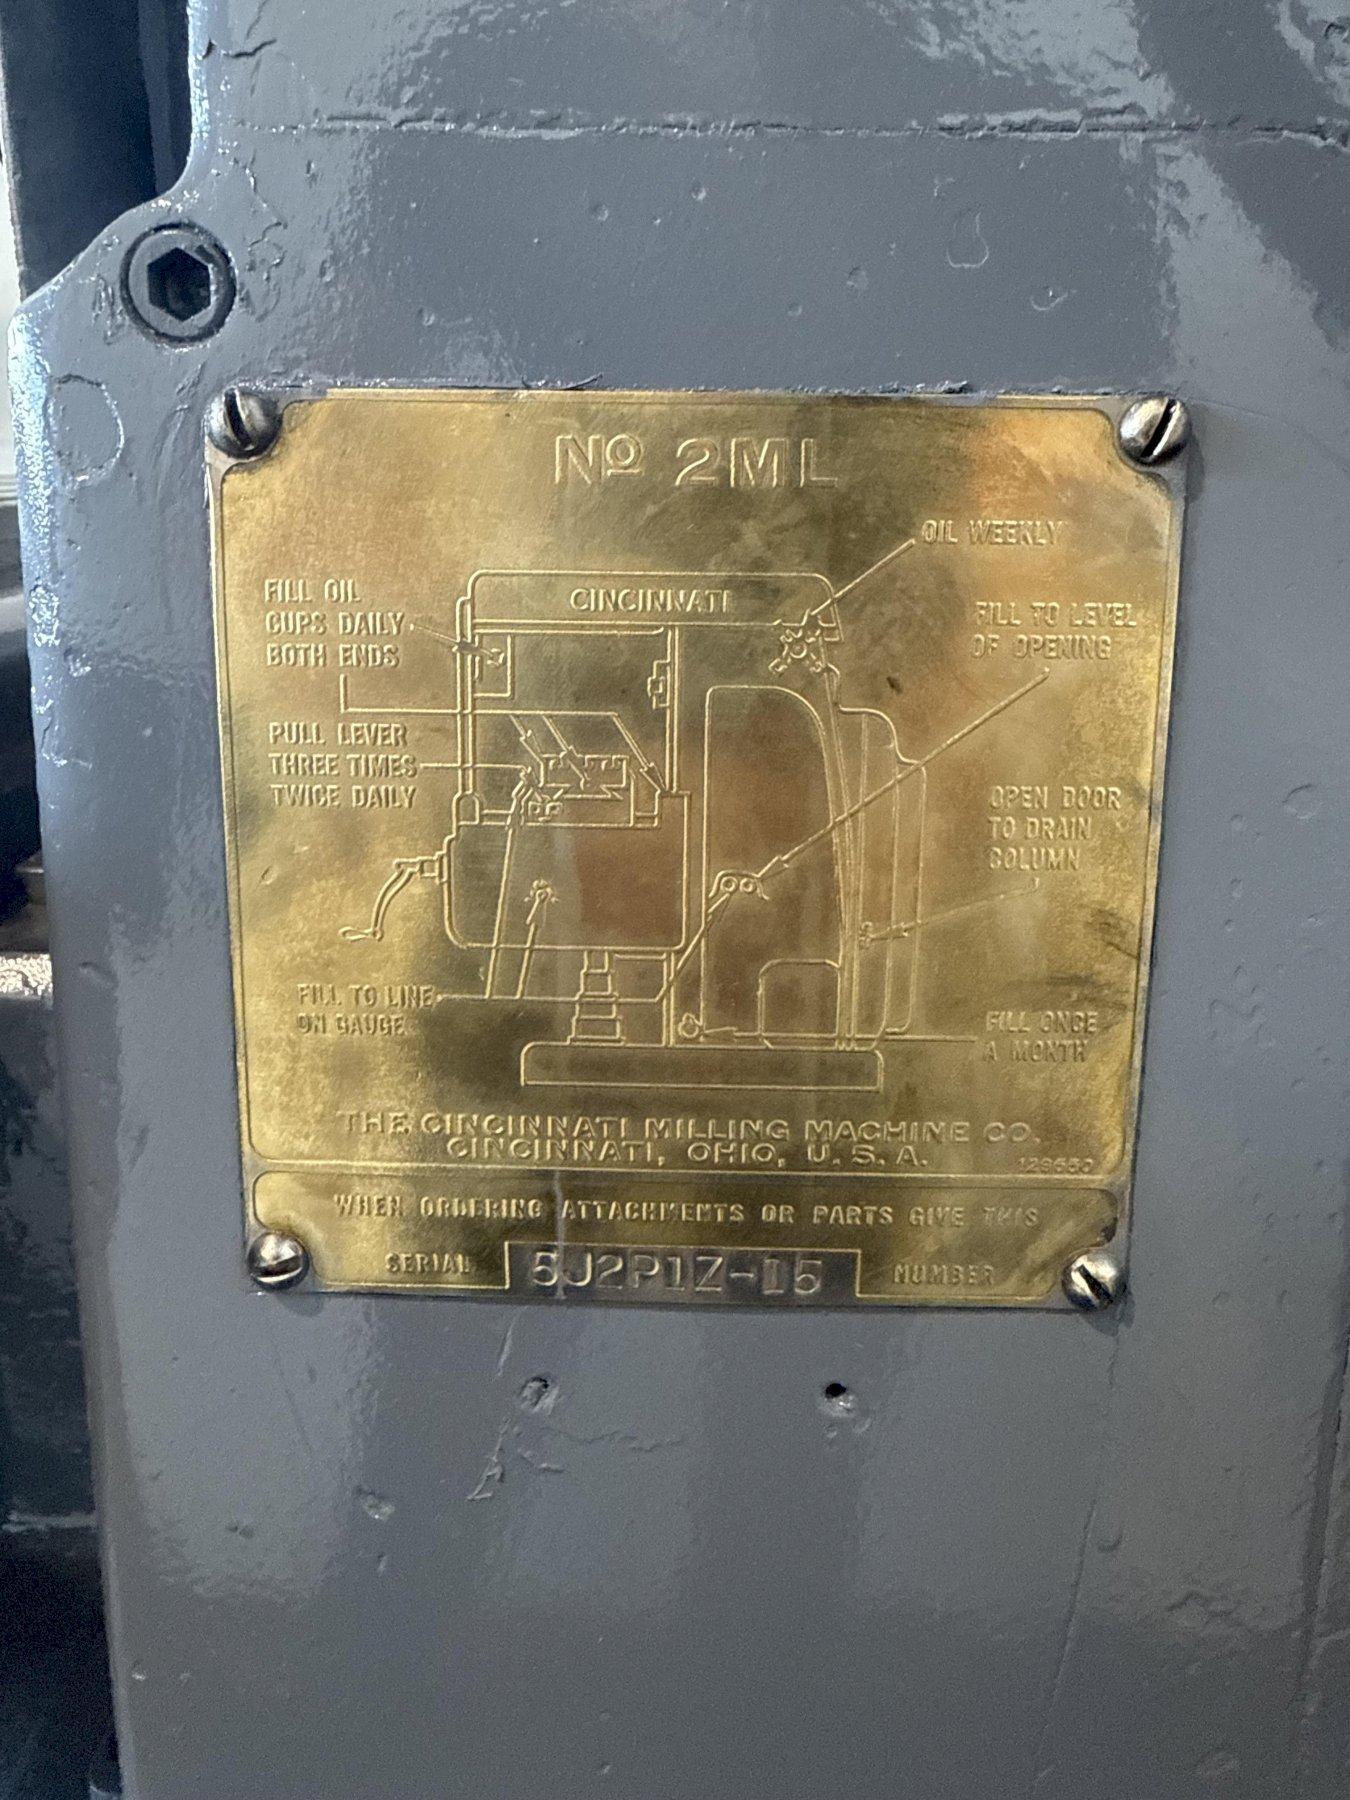 Nº 2ML
OIL WEEKLY
FILL OIL
CUPS DAILY
BOTH ENDS
CINCINNATI
FILL TO LEVEL
OF OPENING
PULL LEVER
THREE TIMES
TWICE DAILY
OPEN DOOR
TO DRAIN
COLUMN
FILL TO LINE
ON GAUGE
FILL ONCE
A MONTH
THE CINCINNATI MILLING MACHINE CO.
CINCINNATI, OHIO, U.S.A.
WHEN ORDERING ATTACHMENTS OR PARTS GIVE THIS
SERIAL 5J2P1Z-15 NUMBER